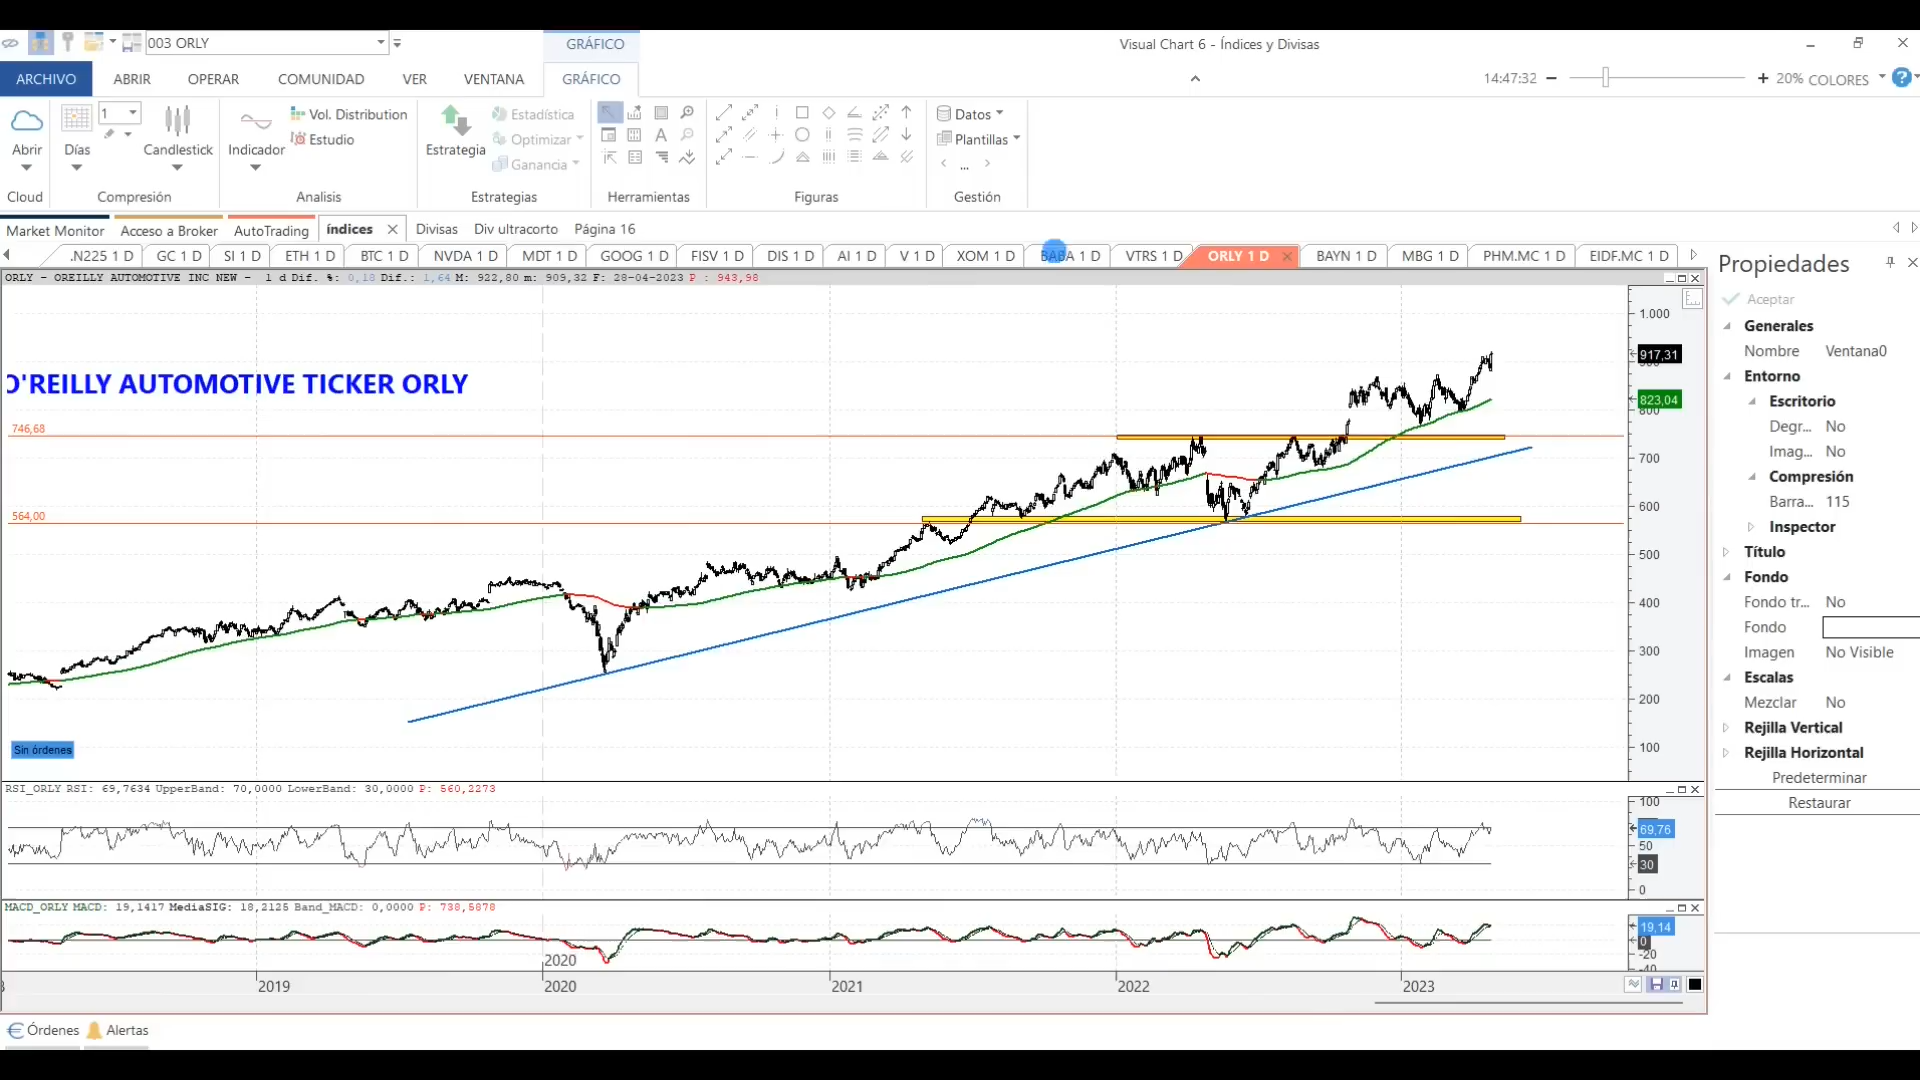 003 ORLY
GRÁFICO
Visual Chart 6 - Índices y Divisas
ARCHIVO ABRIR OPERAR COMUNIDAD VER VENTANA GRÁFICO
14:47:32 20% COLORES
Abrir
Cloud
1
Días
Candlestick
Compresión
Indicador
Vol. Distribution
Estudio
Analisis
Estrategia
Estadística
Optimizar
Ganancia
Estrategias
Herramientas
Figuras
Datos
Plantillas
...
Gestión
Market Monitor Acceso a Broker AutoTrading índices Divisas Div ultracorto Página 16
.N225 1 D GC 1 D SI 1 D ETH 1 D BTC 1 D NVDA 1 D MDT 1 D GOOG 1 D FISV 1 D DIS 1 D AI 1 D V 1 D XOM 1 D BABA 1 D VTRS 1 D ORLY 1 D BAYN 1 D MBG 1 D PHM.MC 1 D EIDF.MC 1 D
ORLY - OREILLY AUTOMOTIVE INC NEW - 1 d Dif. %: 0,18 Dif.: 1,64 M: 922,80 m: 909,32 F: 28-04-2023 P : 943,98
O'REILLY AUTOMOTIVE TICKER ORLY
746,68
564,00
Sin órdenes
1.000
917,31
823,04
800
700
600
500
400
300
200
100
RSI_ORLY RSI: 69,7634 UpperBand: 70,0000 LowerBand: 30,0000 P: 560,2273
100
69,76
50
30
0
MACD_ORLY MACD: 19,1417 MediaSIG: 18,2125 Band_MACD: 0,0000 P: 738,5878
19,14
0
-20
-40
2020
2019 2020 2021 2022 2023
Órdenes Alertas
Propiedades
Aceptar
Generales
Nombre Ventana0
Entorno
Escritorio
Degr... No
Imag... No
Compresión
Barra... 115
Inspector
Título
Fondo
Fondo tr... No
Fondo
Imagen No Visible
Escalas
Mezclar No
Rejilla Vertical
Rejilla Horizontal
Predeterminar
Restaurar